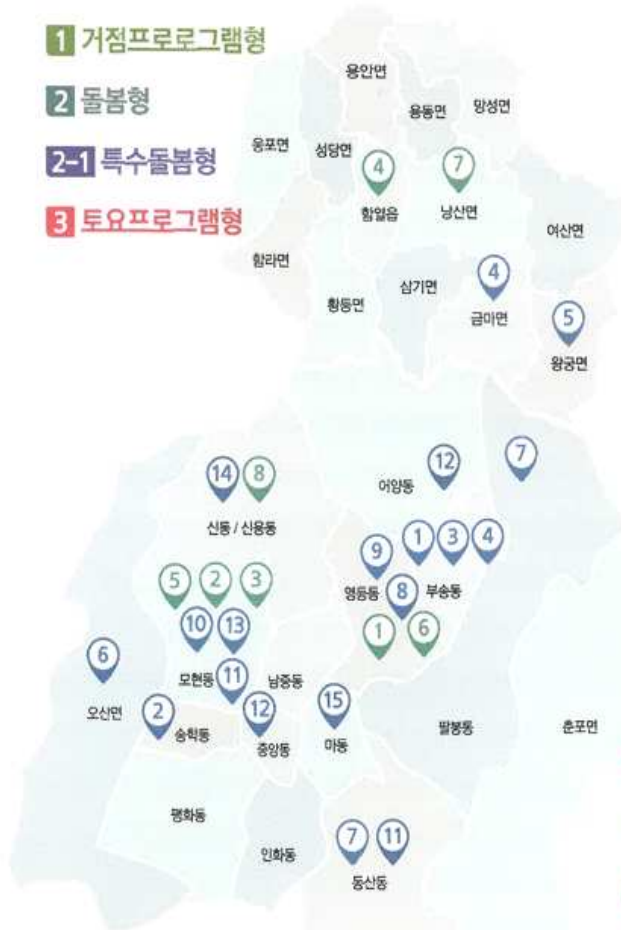 1 거점프로로그램형
2 돌봄형
2-1 특수돌봄형
3 토요프로그램형
용안면
용동면
망성면
웅포면
성당면
4
7
함열읍
낭산면
여산면
함라면
삼기면
4
황등면
금마면
5
왕궁면
14 8
12
7
어양동
신동 / 신용동
9
1 3 4
5 2 3
영등동
8
부송동
10 13
1 6
6
모현동
11
남중동
오산면
2
12
15
송학동
중앙동
마동
팔봉동
춘포면
평화동
인화동
7 11
동산동